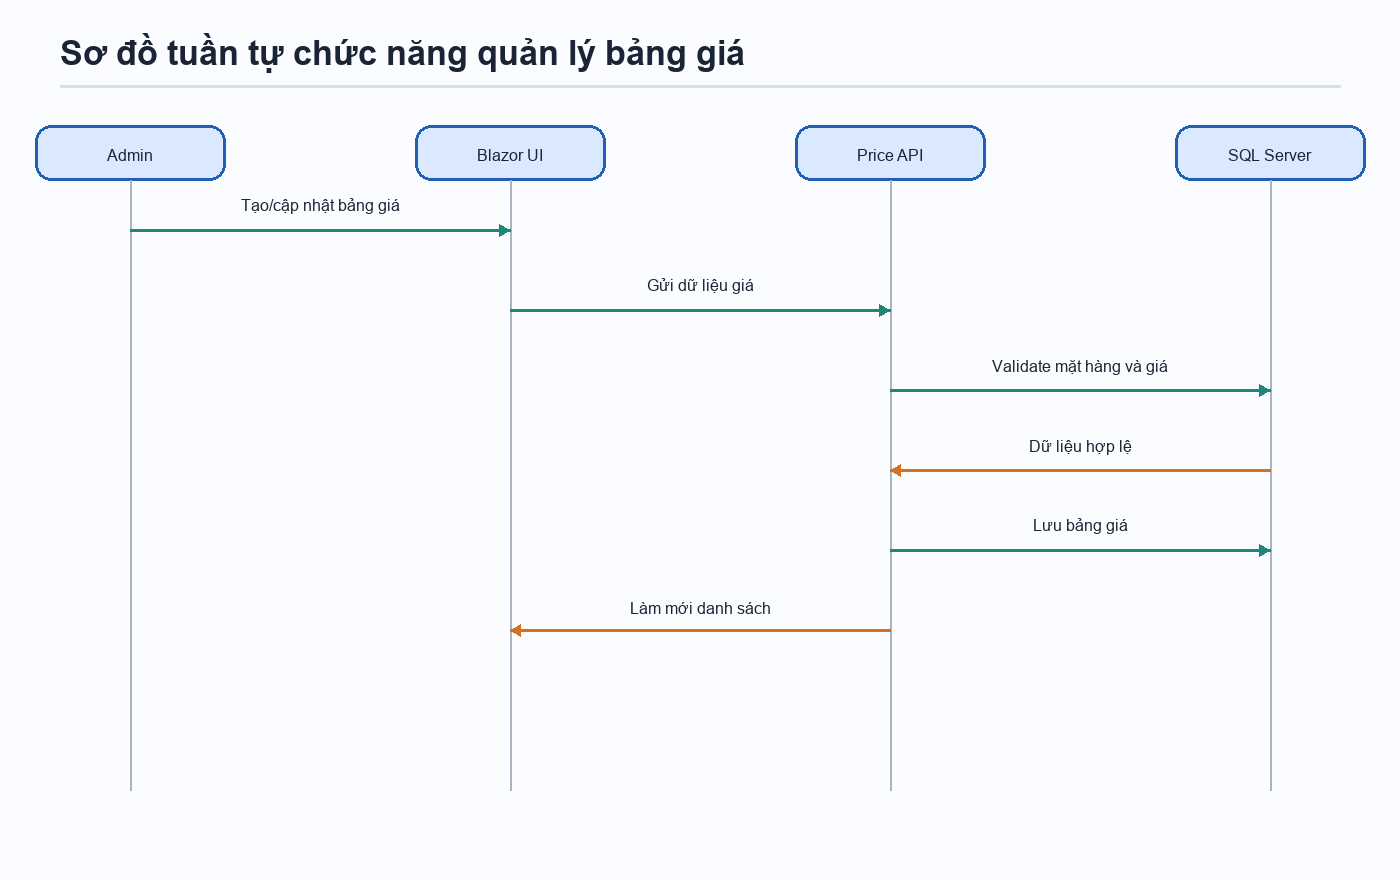 Sơ đồ tuần tự chức năng quản lý bảng giá
Admin
Blazor UI
Price API
SQL Server
Tạo/cập nhật bảng giá
Gửi dữ liệu giá
Validate mặt hàng và giá
Dữ liệu hợp lệ
Lưu bảng giá
Làm mới danh sách